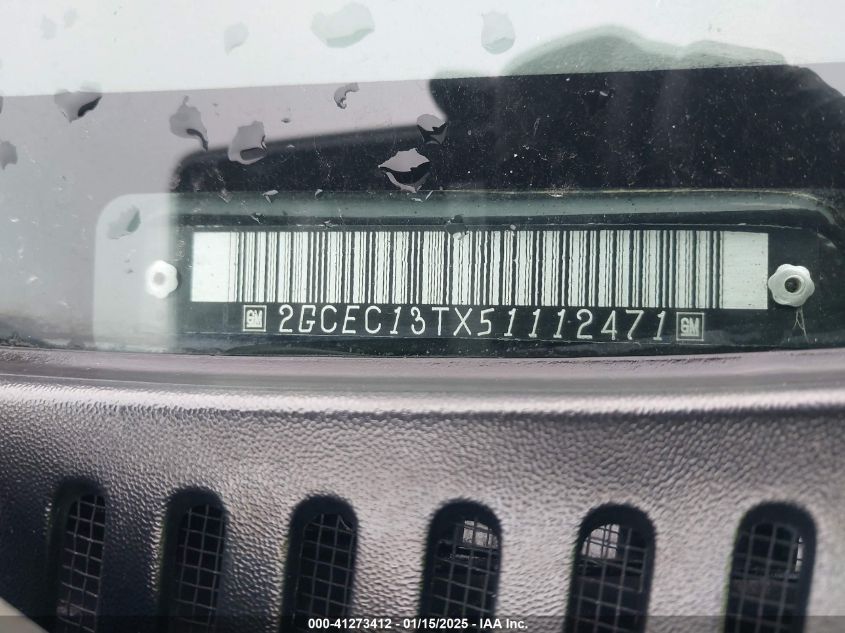 GM 2GCEC13TX51112471 GM
000-41273412 - 01/15/2025 - IAA Inc.